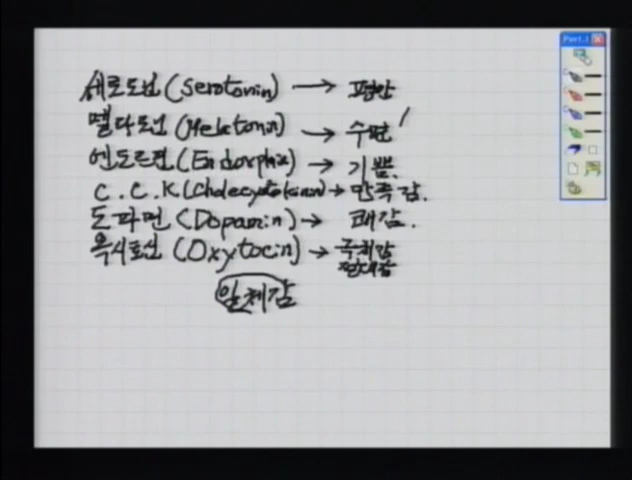 세로토닌 (Serotonin) → 평안
멜라토닌 (Melatonin) → 수면
엔도르핀 (Endorphin) → 기쁨.
C.C.K (Cholecystokinin) → 만족감.
도파민 (Dopamin) → 쾌감.
옥시토신 (Oxytocin) →
연대감
일체감